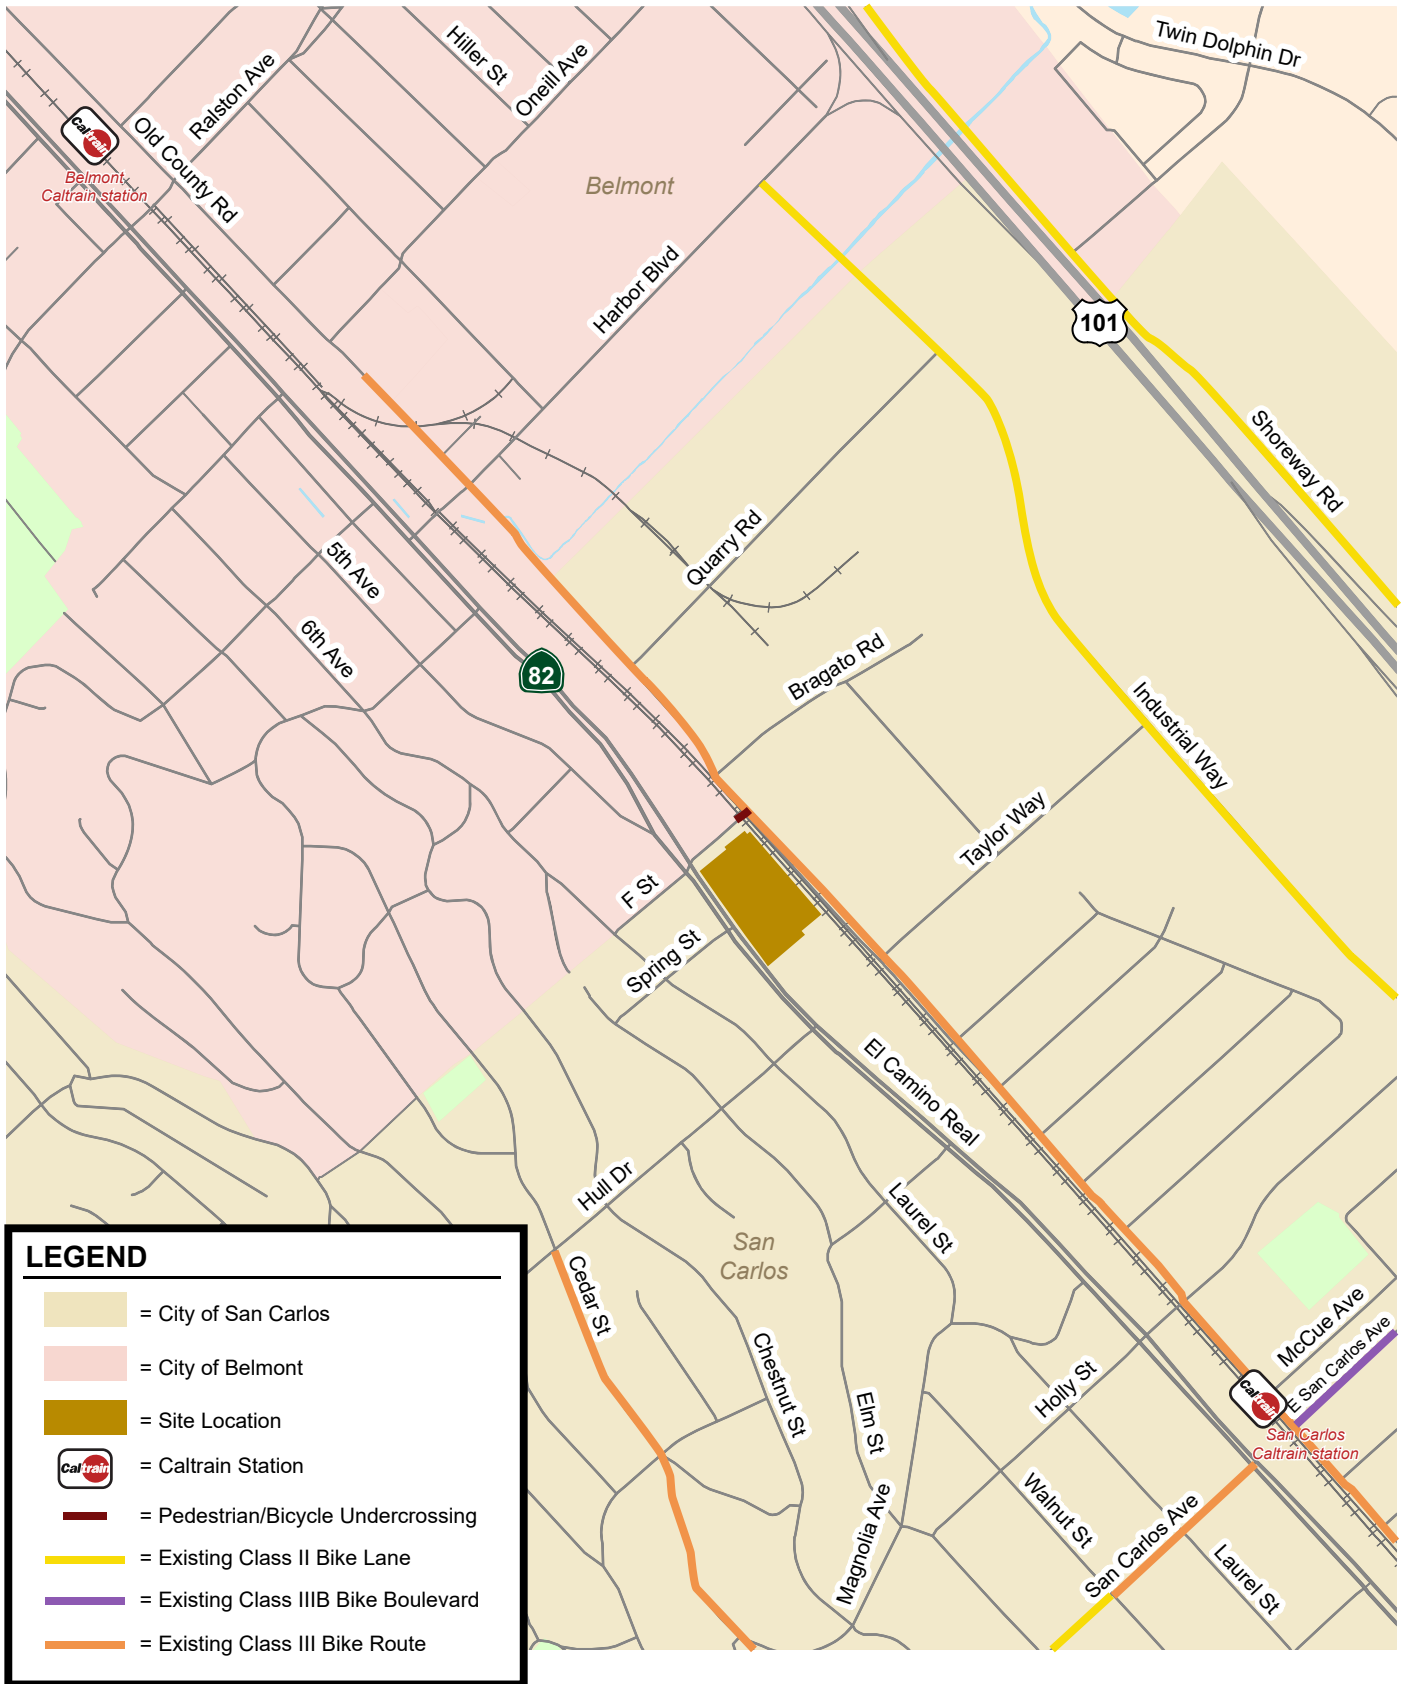 Twin Dolphin Dr
Hiller St
Oneill Ave
Ralston Ave
Caltrain
Old County Rd
Belmont
Caltrain station
Belmont
Harbor Blvd
101
Shoreway Rd
Quarry Rd
5th Ave
6th Ave
82
Bragato Rd
Industrial Way
Taylor Way
F St
Spring St
El Camino Real
Hull Dr
Laurel St
San
Carlos
Cedar St
McCue Ave
E San Carlos Ave
Chestnut St
Holly St
Caltrain
Elm St
San Carlos
Caltrain station
Walnut St
Magnolia Ave
San Carlos Ave
Laurel St
LEGEND
= City of San Carlos
= City of Belmont
= Site Location
Caltrain
= Caltrain Station
= Pedestrian/Bicycle Undercrossing
= Existing Class II Bike Lane
= Existing Class IIIB Bike Boulevard
= Existing Class III Bike Route